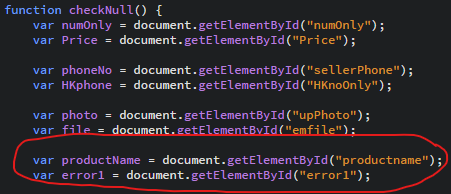 function checkNull() {
var numOnly = document.getElementById("numOnly");
var Price = document.getElementById("Price");
var phoneNo = document.getElementById("sellerPhone");
var HKphone = document.getElementById("HKnoOnly");
var photo = document.getElementById("upPhoto");
var file = document.getElementById("emfile");
var productName = document.getElementById("productname");
var error1 = document.getElementById("error1");